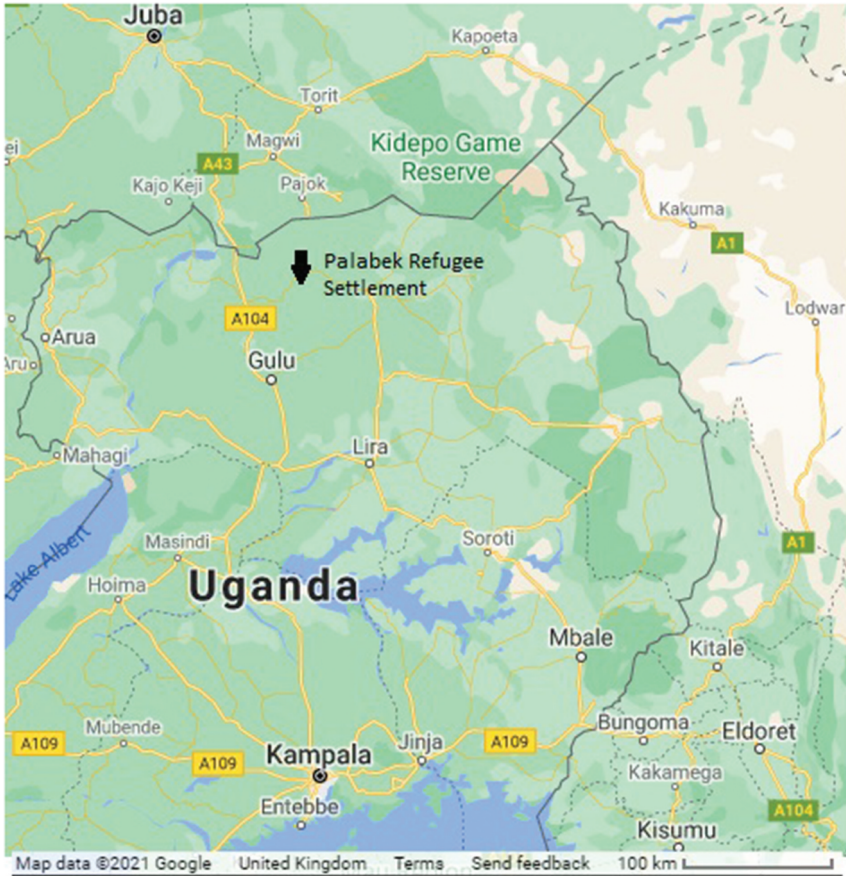 Juba
Kapoeta
Torit
Magwi
Kidepo Game
Reserve
ei
A43
Kajo Keji
Pajok
Kakuma
A1
Palabek Refugee
Settlement
Lodwar
A104
Arua
Aru
Gulu
Lira
Mahagi
Lake Albert
Masindi
Soroti
A1
Hoima
Uganda
Mbale
Kitale
Mubende
A109
A109
A109
Kampala
Jinja
Bungoma
Eldoret
Kakamega
Entebbe
A104
Kisumu
Map data ©2021 Google United Kingdom Terms Send feedback 100 km